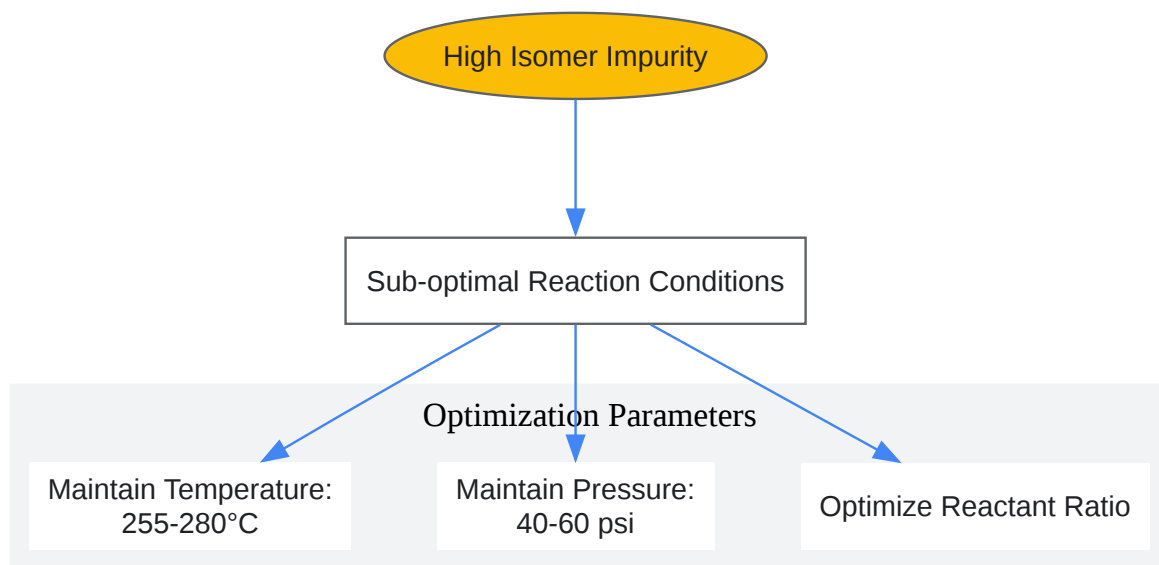 High Isomer Impurity
Sub-optimal Reaction Conditions
Optimization Parameters
Maintain Temperature:
255-280°C
Maintain Pressure:
40-60 psi
Optimize Reactant Ratio